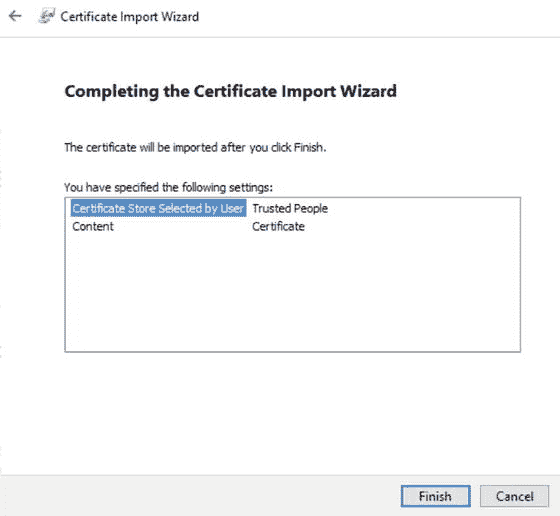 Certificate Import Wizard
Completing the Certificate Import Wizard
The certificate will be imported after you click Finish.
You have specified the following settings:
Certificate Store Selected by User Trusted People
Content Certificate
Finish Cancel